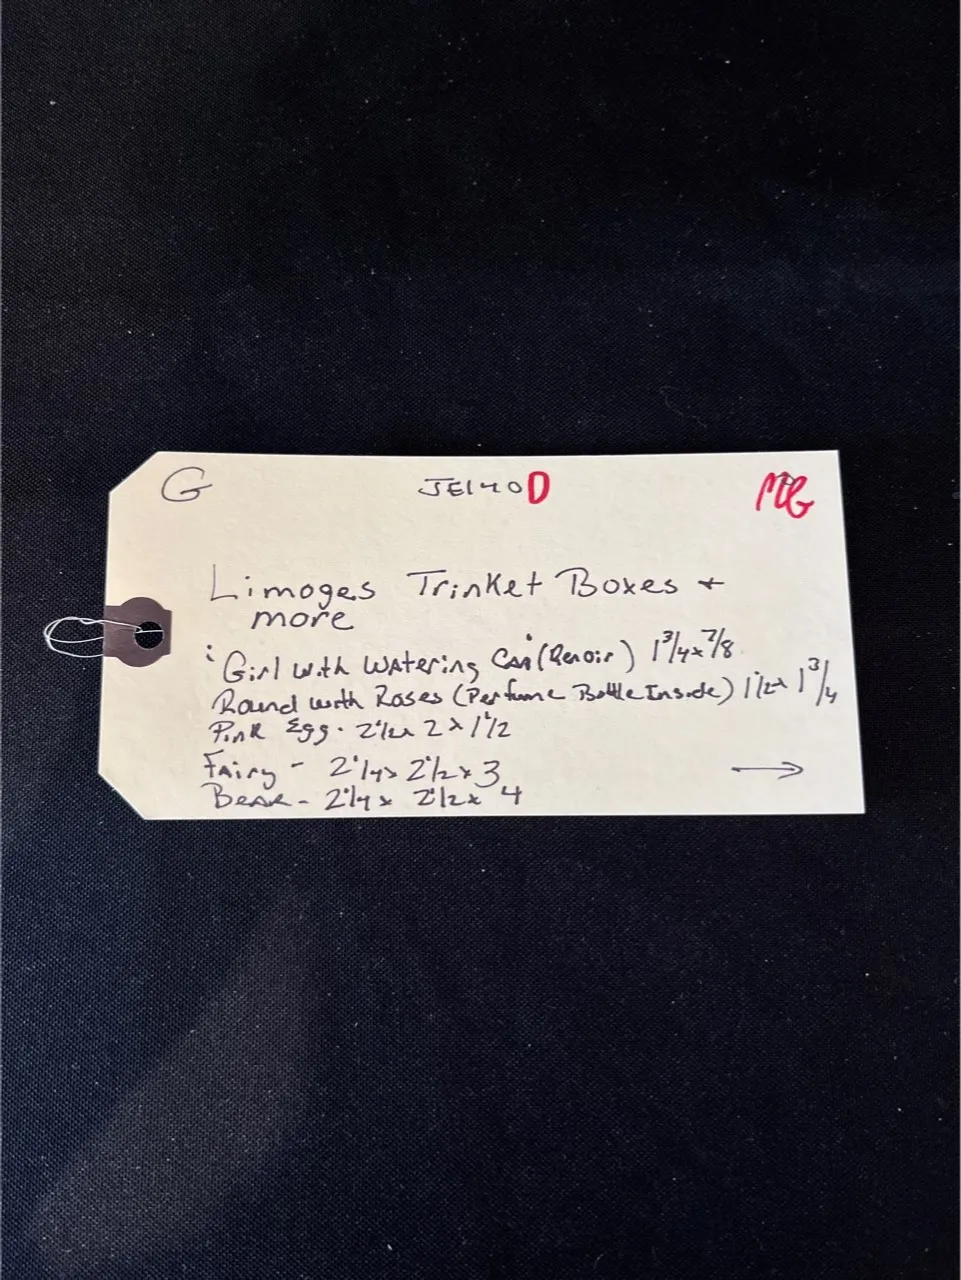 G JE140D MG
Limoges Trinket Boxes +
more
Girl with Watering Can (Renoir) 1 3/4 x 7/8
Round with Roses (Perfume Bottle Inside) 1 1/2 x 1 3/4
Pink Egg - 2 1/2 x 2 x 1 1/2
Fairy - 2 1/4 x 2 1/2 x 3 →
Bear - 2 1/4 x 2 1/2 x 4